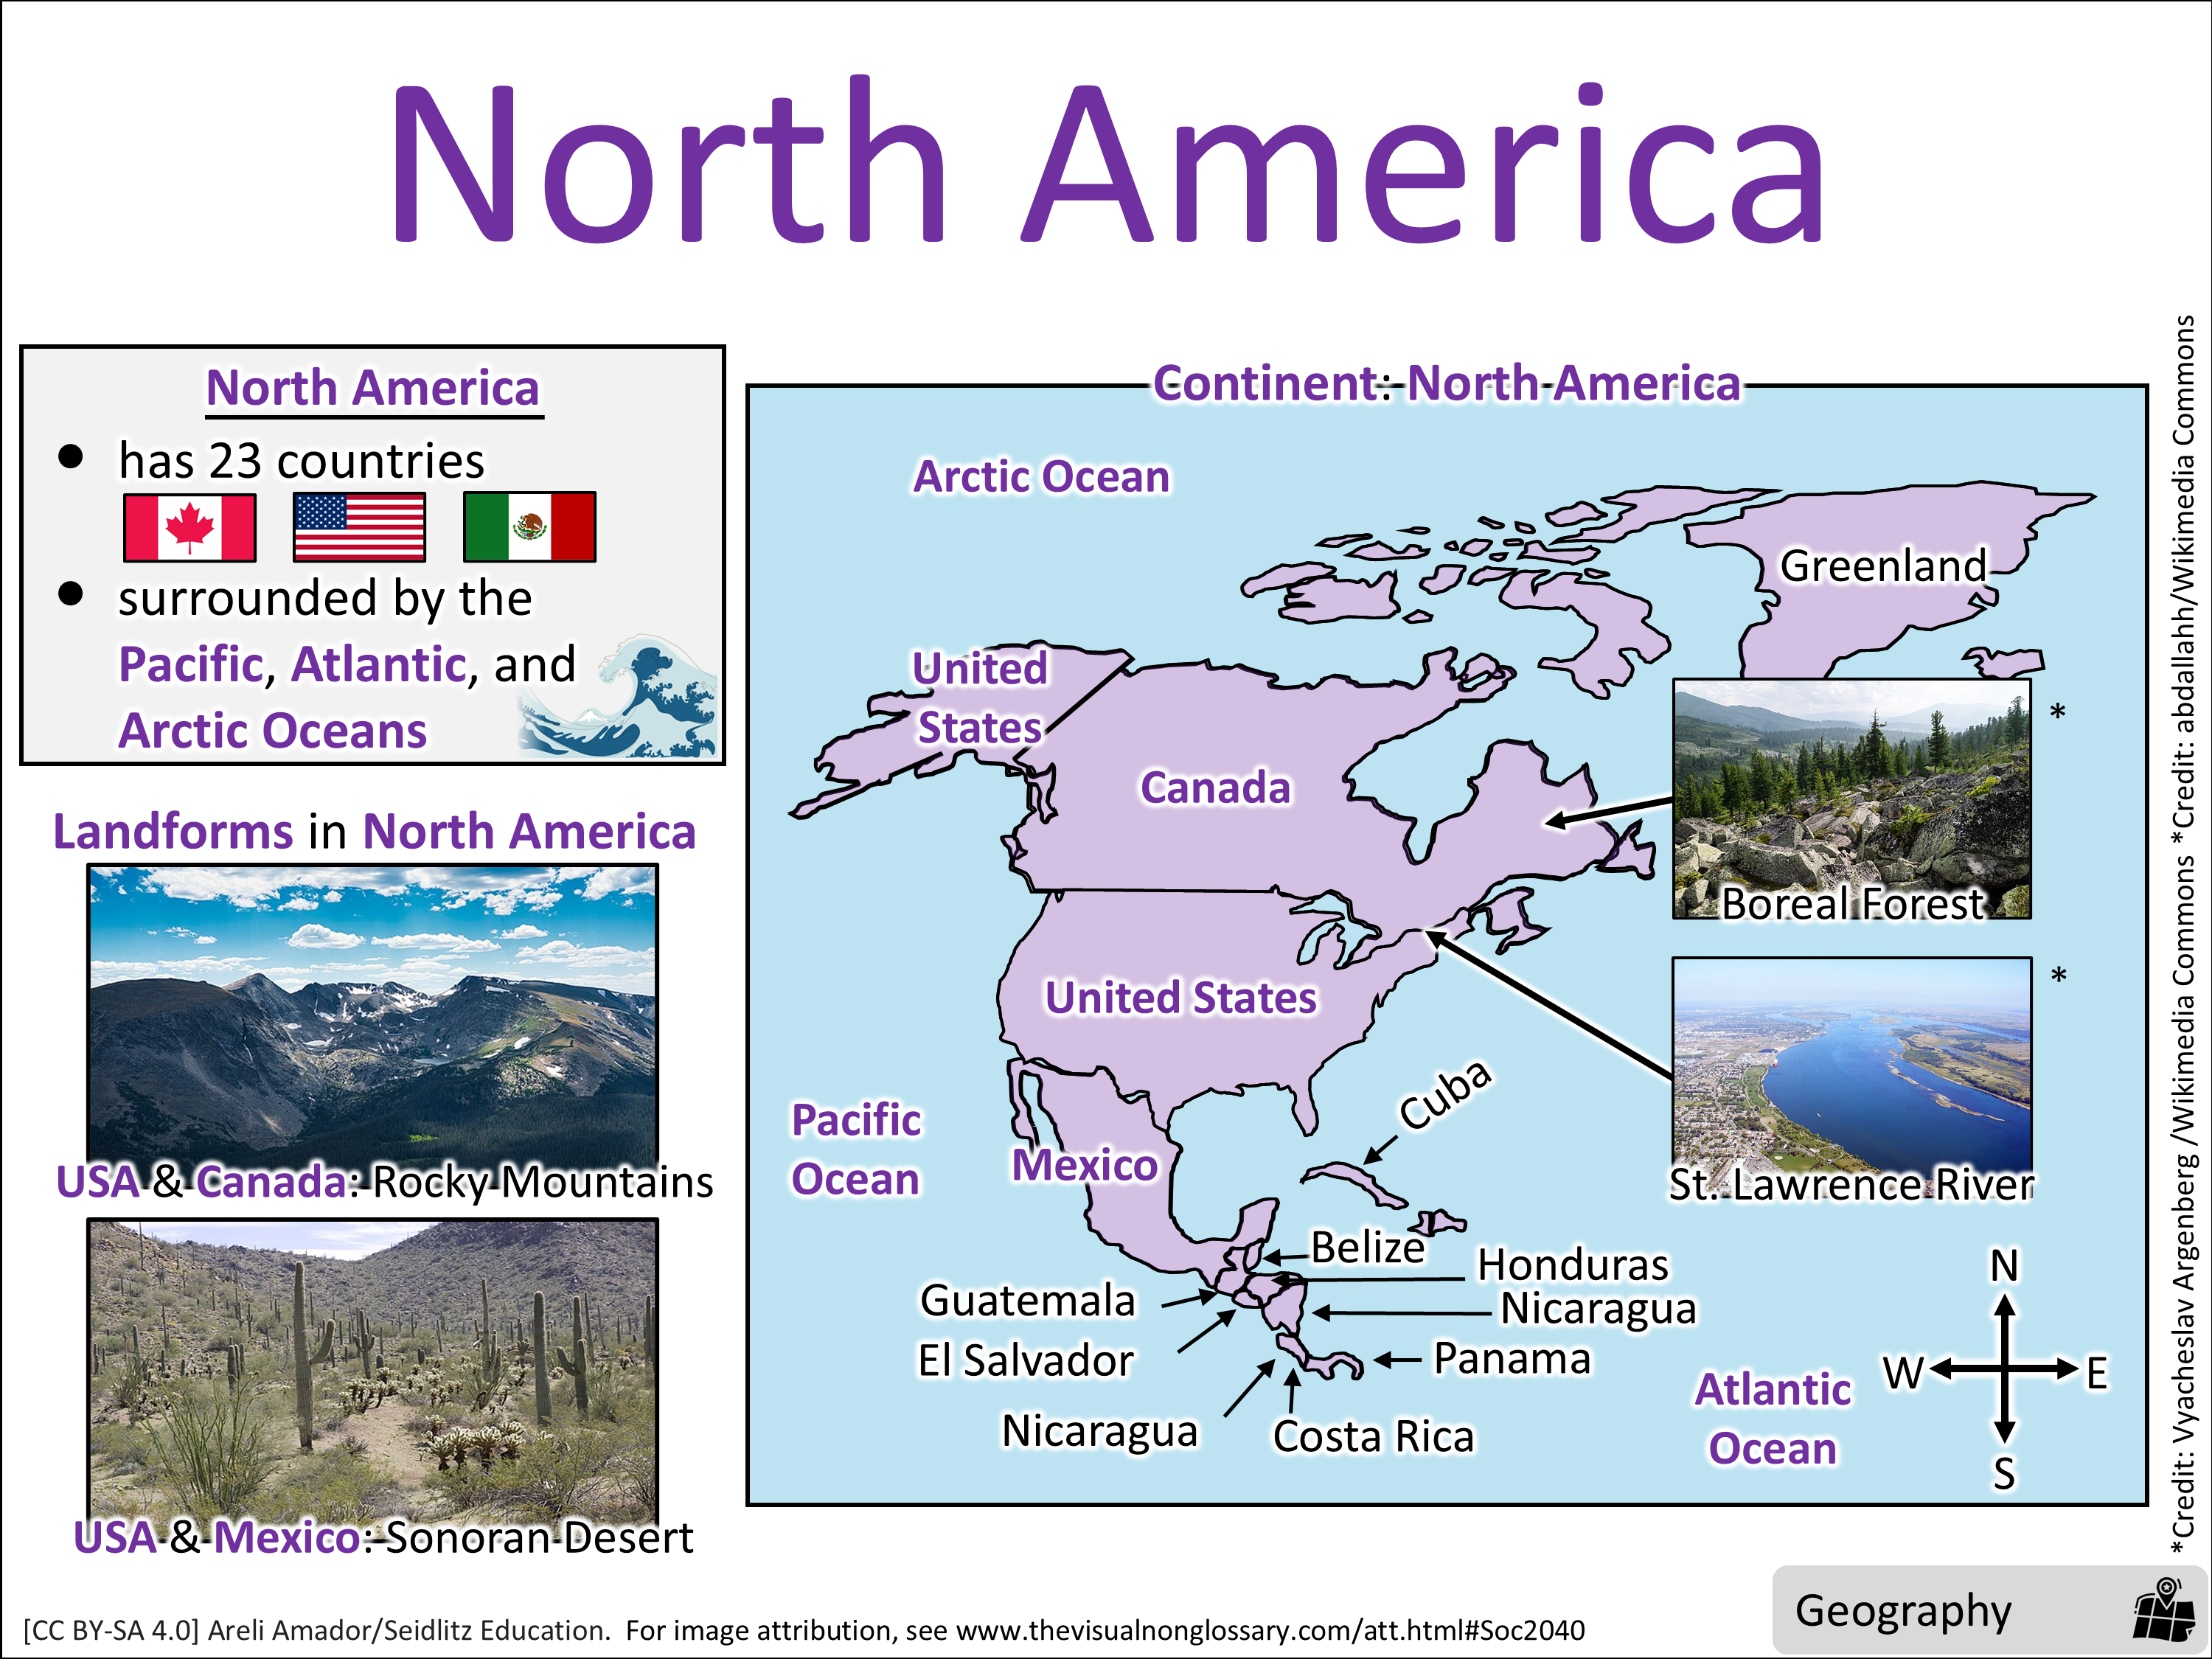 North America
North America
• has 23 countries
• surrounded by the
Pacific, Atlantic, and
Arctic Oceans
Landforms in North America
USA & Canada: Rocky Mountains
USA & Mexico: Sonoran Desert
Continent: North America
Arctic Ocean
Greenland
United
States
Canada
*
Boreal Forest
United States
*
St. Lawrence River
Pacific
Ocean
Mexico
Cuba
Belize
Honduras
Guatemala
Nicaragua
El Salvador
Panama
Nicaragua
Costa Rica
Atlantic
Ocean
N
W
E
S
*Credit: Vyacheslav Argenberg /Wikimedia Commons *Credit: abdallahh/Wikimedia Commons
Geography
[CC BY-SA 4.0] Areli Amador/Seidlitz Education. For image attribution, see www.thevisualnonglossary.com/att.html#Soc2040